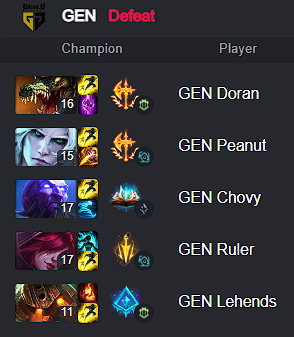 GEN.G
GEN Defeat
Champion Player
16 GEN Doran
15 GEN Peanut
17 GEN Chovy
17 GEN Ruler
11 GEN Lehends